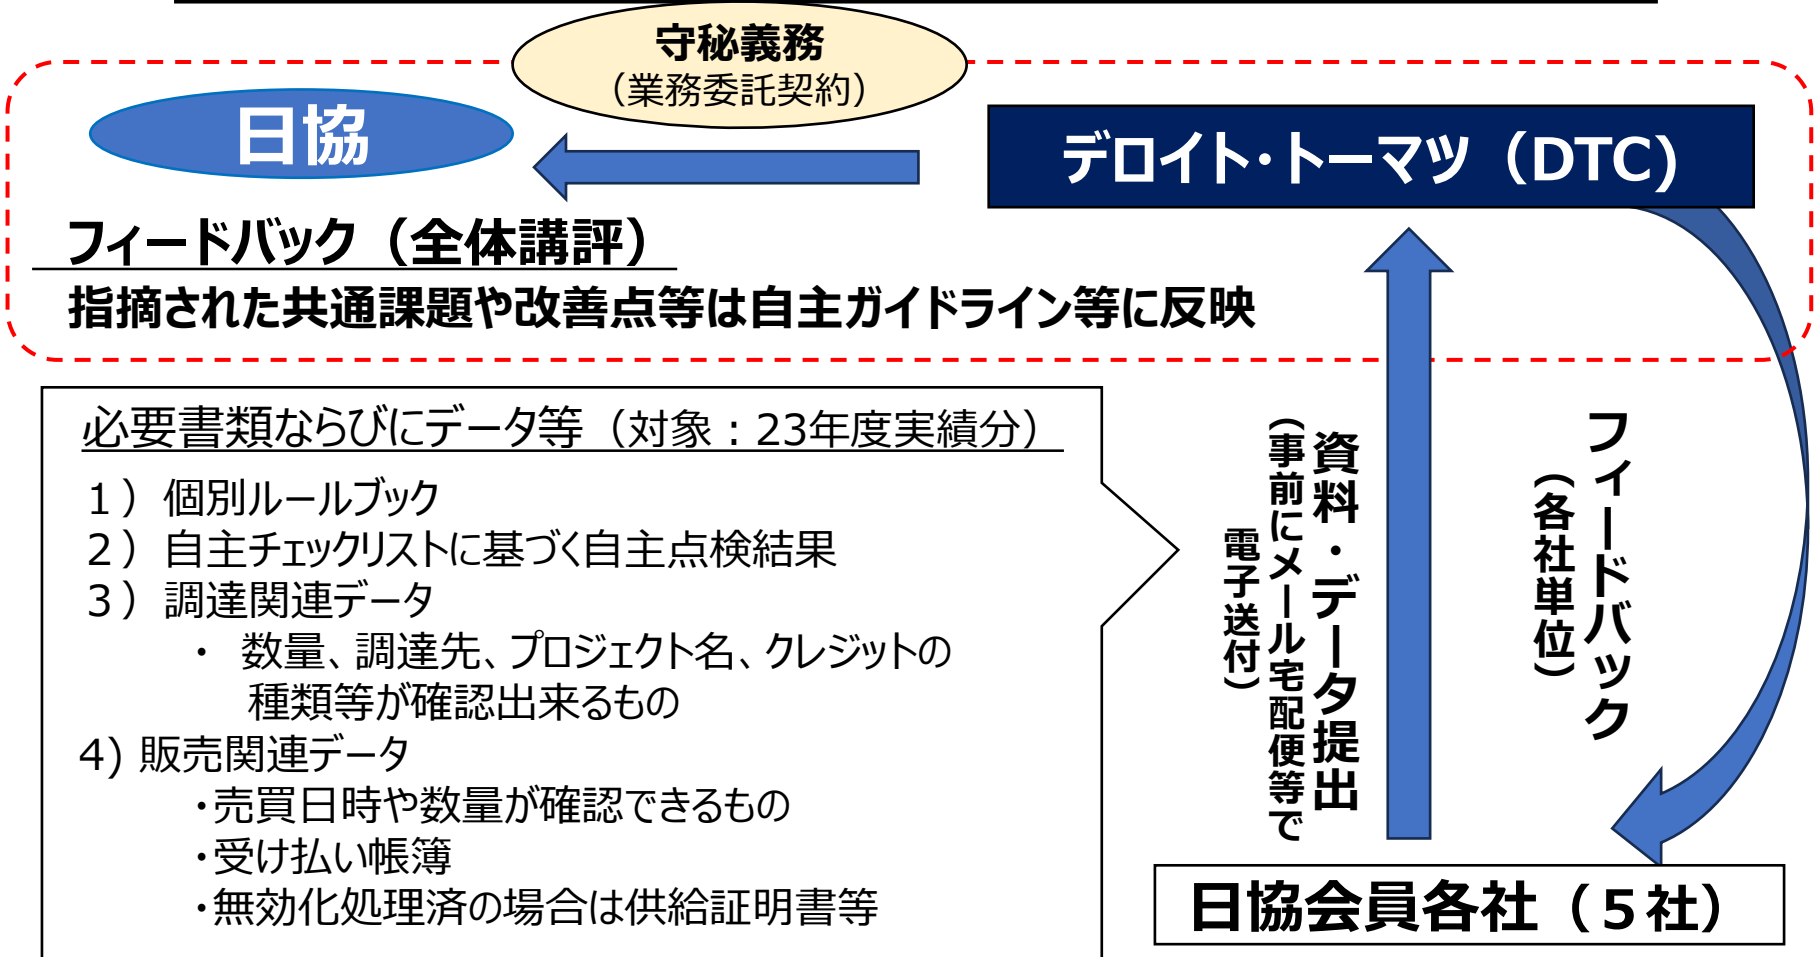 守秘義務
（業務委託契約）
日協
デロイト・トーマツ（DTC）
フィードバック（全体講評）
指摘された共通課題や改善点等は自主ガイドライン等に反映
必要書類ならびにデータ等（対象：23年度実績分）
１）個別ルールブック
２）自主チェックリストに基づく自主点検結果
３）調達関連データ
・ 数量、調達先、プロジェクト名、クレジットの
種類等が確認出来るもの
4) 販売関連データ
・売買日時や数量が確認できるもの
・受け払い帳簿
・無効化処理済の場合は供給証明書等
資料・データ提出
（事前にメール宅配便等で
電子送付）
フィードバック
（各社単位）
日協会員各社（５社）